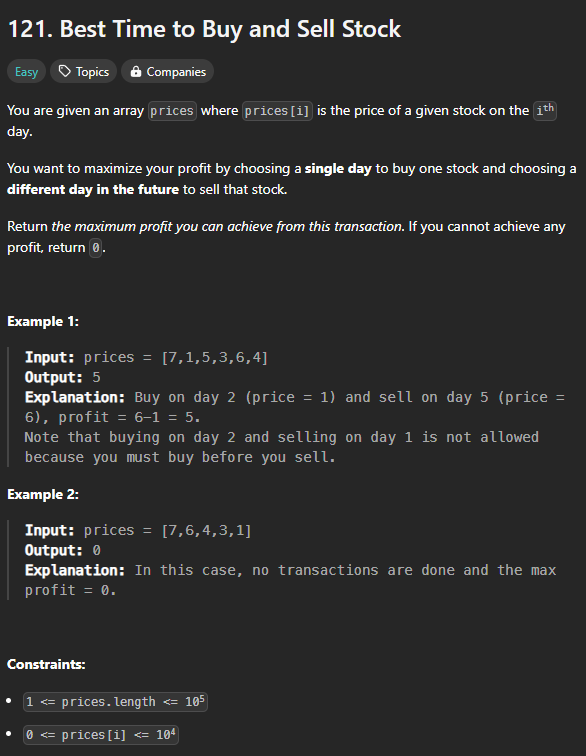 121. Best Time to Buy and Sell Stock
Easy Topics Companies
You are given an array prices where prices[i] is the price of a given stock on the ith
day.
You want to maximize your profit by choosing a single day to buy one stock and choosing a
different day in the future to sell that stock.
Return the maximum profit you can achieve from this transaction. If you cannot achieve any
profit, return 0.
Example 1:
Input: prices = [7,1,5,3,6,4]
Output: 5
Explanation: Buy on day 2 (price = 1) and sell on day 5 (price =
6), profit = 6-1 = 5.
Note that buying on day 2 and selling on day 1 is not allowed
because you must buy before you sell.
Example 2:
Input: prices = [7,6,4,3,1]
Output: 0
Explanation: In this case, no transactions are done and the max
profit = 0.
Constraints:
• 1 <= prices.length <= 10⁵
• 0 <= prices[i] <= 10⁴